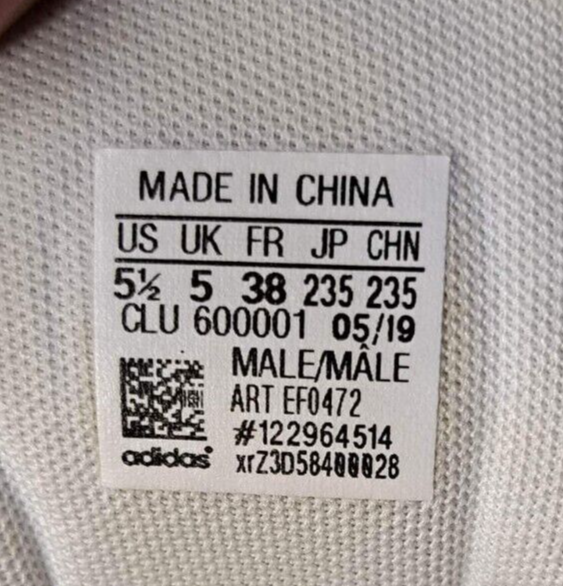 MADE IN CHINA
US UK FR JP CHN
5½ 5 38 235 235
CLU 600001 05/19
MALE/MÂLE
ART EF0472
#122964514
adidas xrZ3D58400028